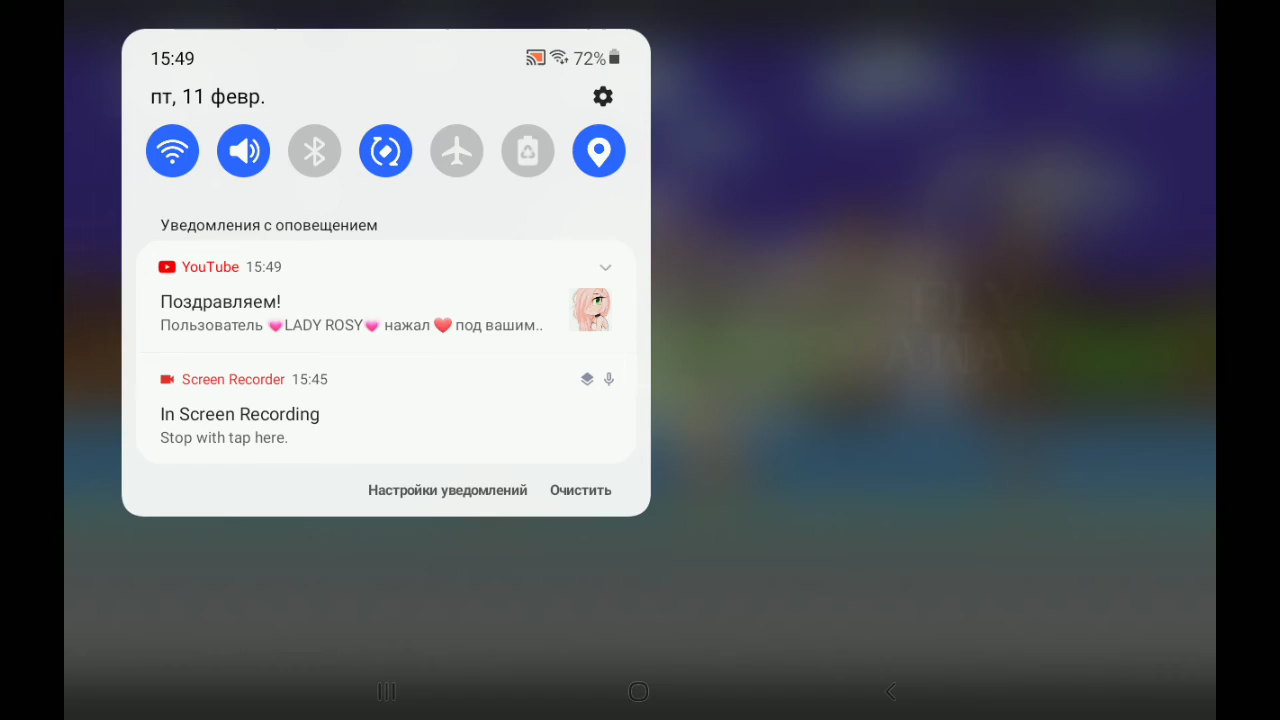 15:49
72%
пт, 11 февр.
Уведомления с оповещением
YouTube 15:49
Поздравляем!
Пользователь 💗LADY ROSY💗 нажал ❤️ под вашим..
Screen Recorder 15:45
In Screen Recording
Stop with tap here.
Настройки уведомлений Очистить